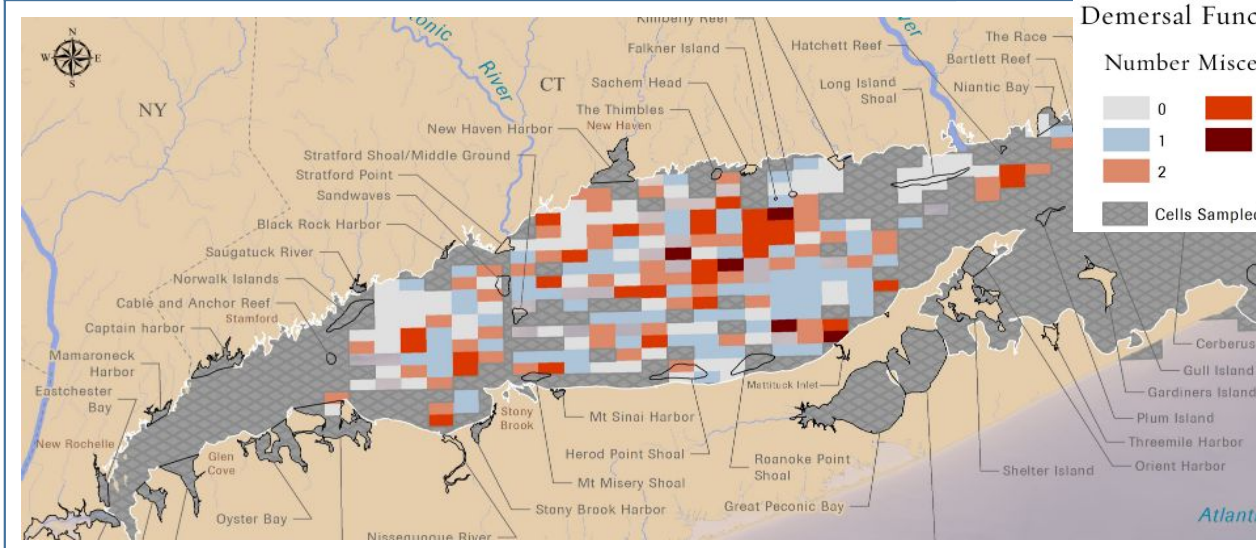 Demersal Func
Number Misce
0
1
2
Cells Sampled
N
W
E
S
NY
CT
River
Kimberly Reef
Falkner Island
Sachem Head
The Thimbles
New Haven
New Haven Harbor
Stratford Shoal/Middle Ground
Stratford Point
Sandwaves
Black Rock Harbor
Saugatuck River
Norwalk Islands
Cable and Anchor Reef
Stamford
Captain harbor
Mamaroneck
Harbor
Eastchester
Bay
New Rochelle
Glen
Cove
Oyster Bay
Nissequogue River
Stony
Brook
Stony Brook Harbor
Mt Sinai Harbor
Mt Misery Shoal
Herod Point Shoal
Roanoke Point
Shoal
Mattituck Inlet
Great Peconic Bay
Hatchett Reef
Long Island
Shoal
The Race
Bartlett Reef
Niantic Bay
Shelter Island
Orient Harbor
Threemile Harbor
Plum Island
Gardiners Island
Gull Island
Cerberus
Atlant